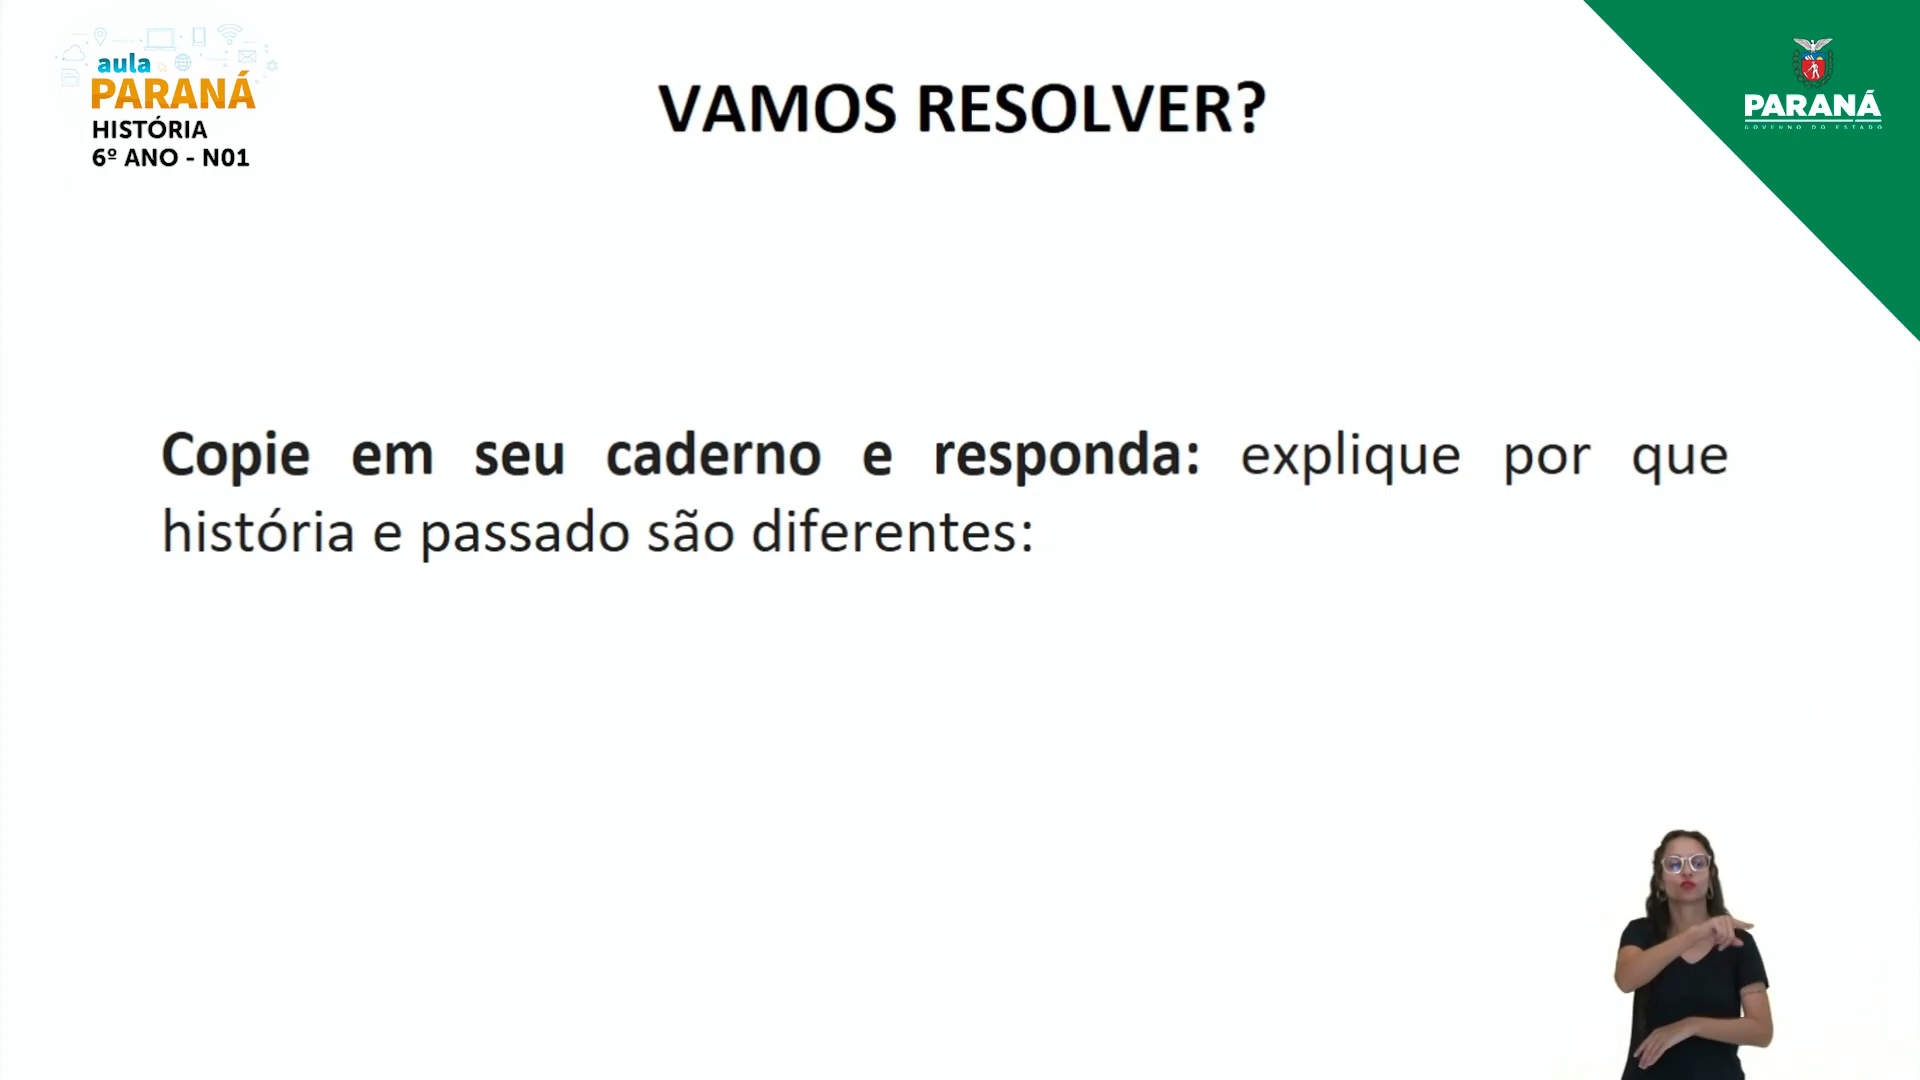 aula
PARANÁ
HISTÓRIA
6º ANO - N01
VAMOS RESOLVER?
PARANÁ
GOVERNO DO ESTADO
Copie em seu caderno e responda: explique por que
história e passado são diferentes: